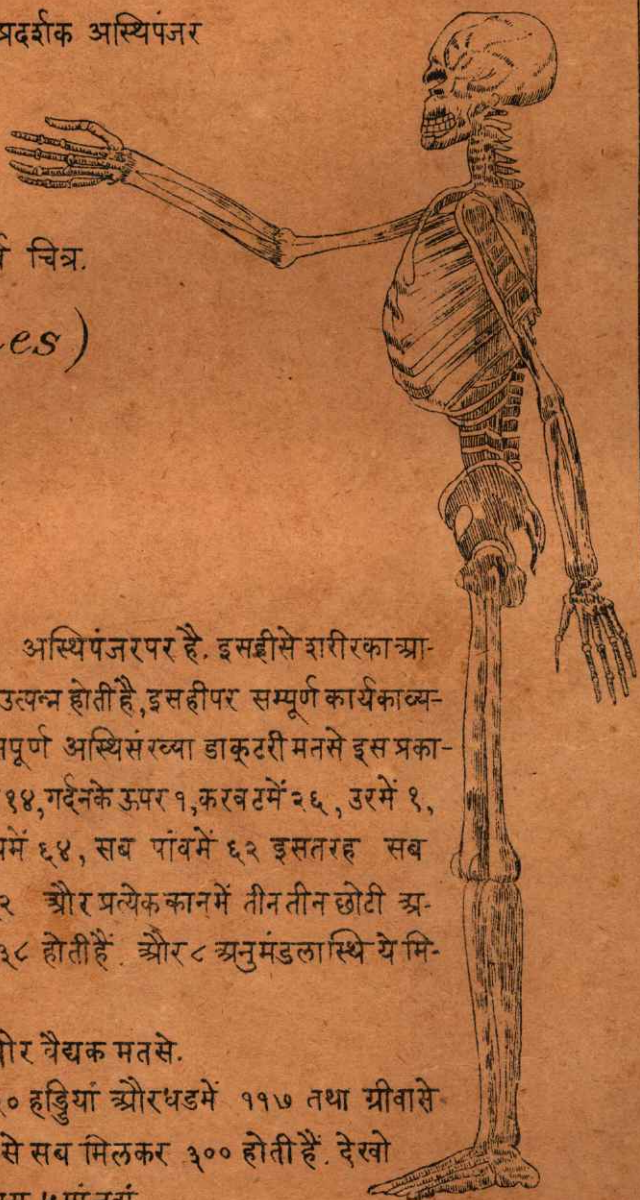 प्रदर्शक अस्थिपंजर
चित्र.
es)
अस्थिपंजरपर है. इसहीसे शरीरका आ-
उत्पन्न होती है, इसहीपर सम्पूर्ण कार्यकाव्य-
अस्थिसंख्या डाक्टरी मतसे इस प्रका-
१४, गर्दनके ऊपर १, करवटमें २६, उरमें १,
में ६४, सब पांवमें ६२ इसतरह सब
२ और प्रत्येक कानमें तीन तीन छोटी अ-
३८ होती हैं. और ८ अनुमंडलास्थि ये मि-
वैद्यक मतसे.
० हड्डियां और धडमें ११७ तथा ग्रीवासे
से सब मिलकर ३०० होती हैं. देखो